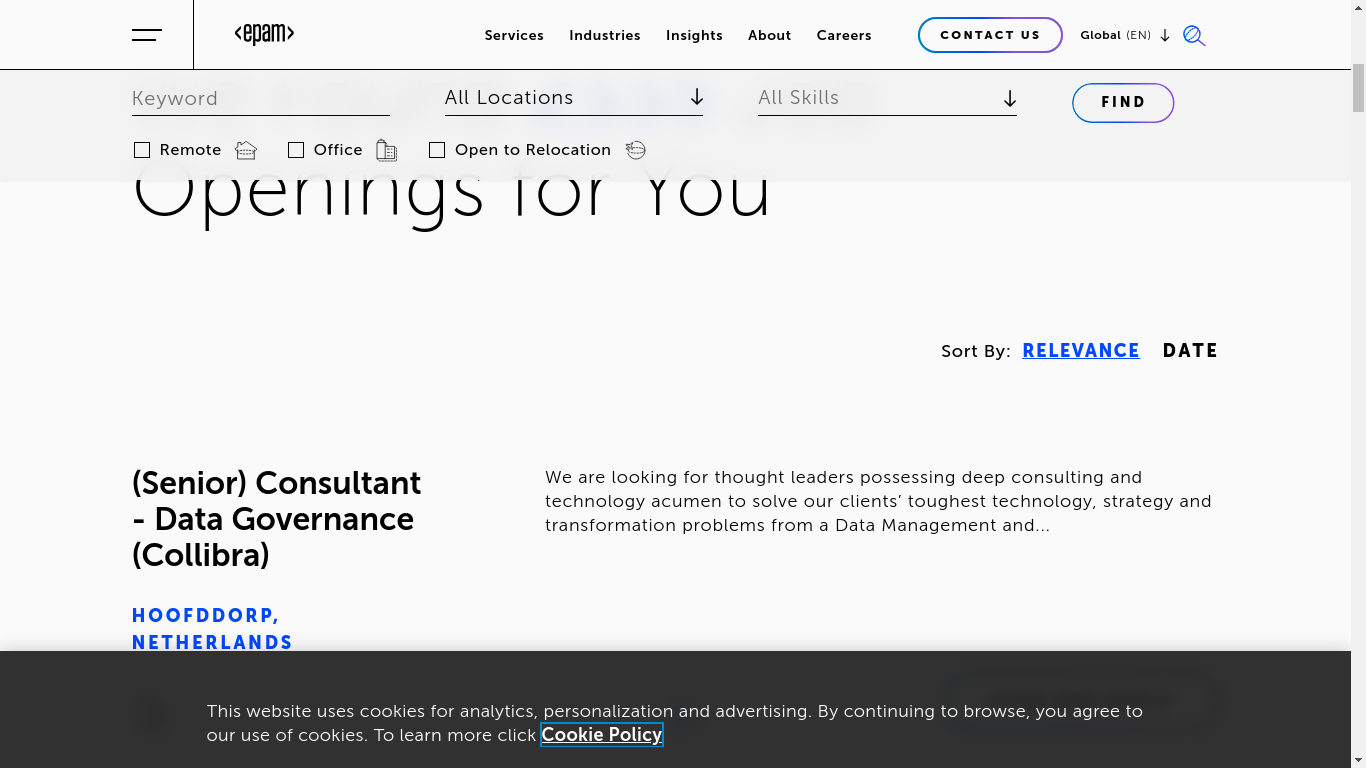 <epam>
Services Industries Insights About Careers
CONTACT US
Global (EN)
Keyword
All Locations
All Skills
FIND
Remote
Office
Open to Relocation
Openings for You
Sort By: RELEVANCE DATE
(Senior) Consultant
- Data Governance
(Collibra)
We are looking for thought leaders possessing deep consulting and
technology acumen to solve our clients’ toughest technology, strategy and
transformation problems from a Data Management and...
HOOFDDORP,
NETHERLANDS
This website uses cookies for analytics, personalization and advertising. By continuing to browse, you agree to
our use of cookies. To learn more click Cookie Policy